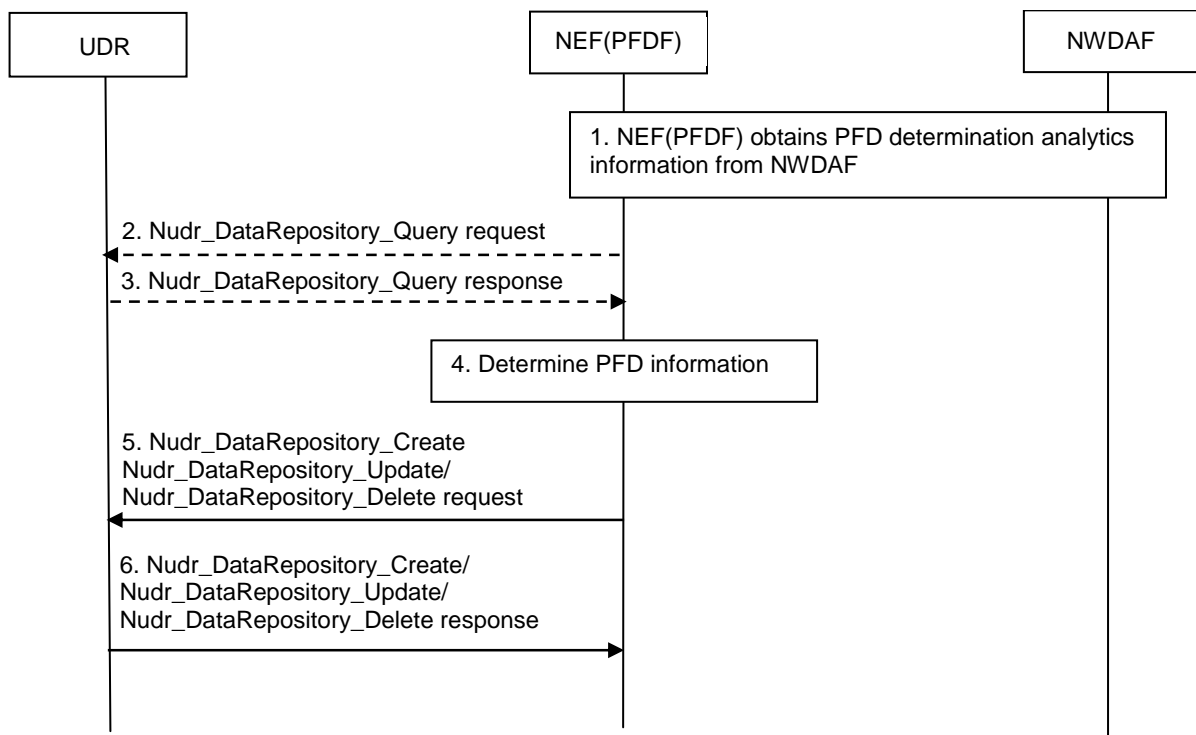 UDR
NEF(PFDF)
NWDAF
1. NEF(PFDF) obtains PFD determination analytics
information from NWDAF
2. Nudr_DataRepository_Query request
3. Nudr_DataRepository_Query response
4. Determine PFD information
5. Nudr_DataRepository_Create
Nudr_DataRepository_Update/
Nudr_DataRepository_Delete request
6. Nudr_DataRepository_Create/
Nudr_DataRepository_Update/
Nudr_DataRepository_Delete response